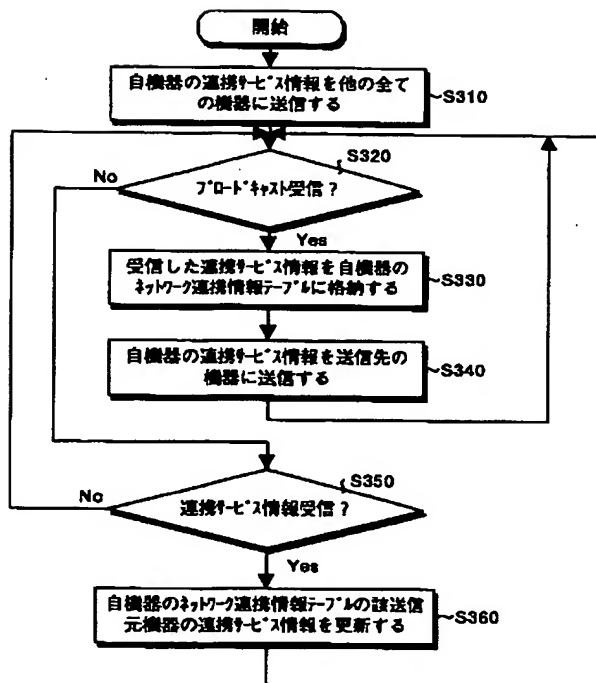 開始
自機器の連携サービス情報を他の全て
の機器に送信する
S310
S320
No
ブロードキャスト受信？
Yes
受信した連携サービス情報を自機器の
ネットワーク連携情報テーブルに格納する
S330
自機器の連携サービス情報を送信先の
機器に送信する
S340
S350
No
連携サービス情報受信？
Yes
自機器のネットワーク連携情報テーブルの該送信
元機器の連携サービス情報を更新する
S360